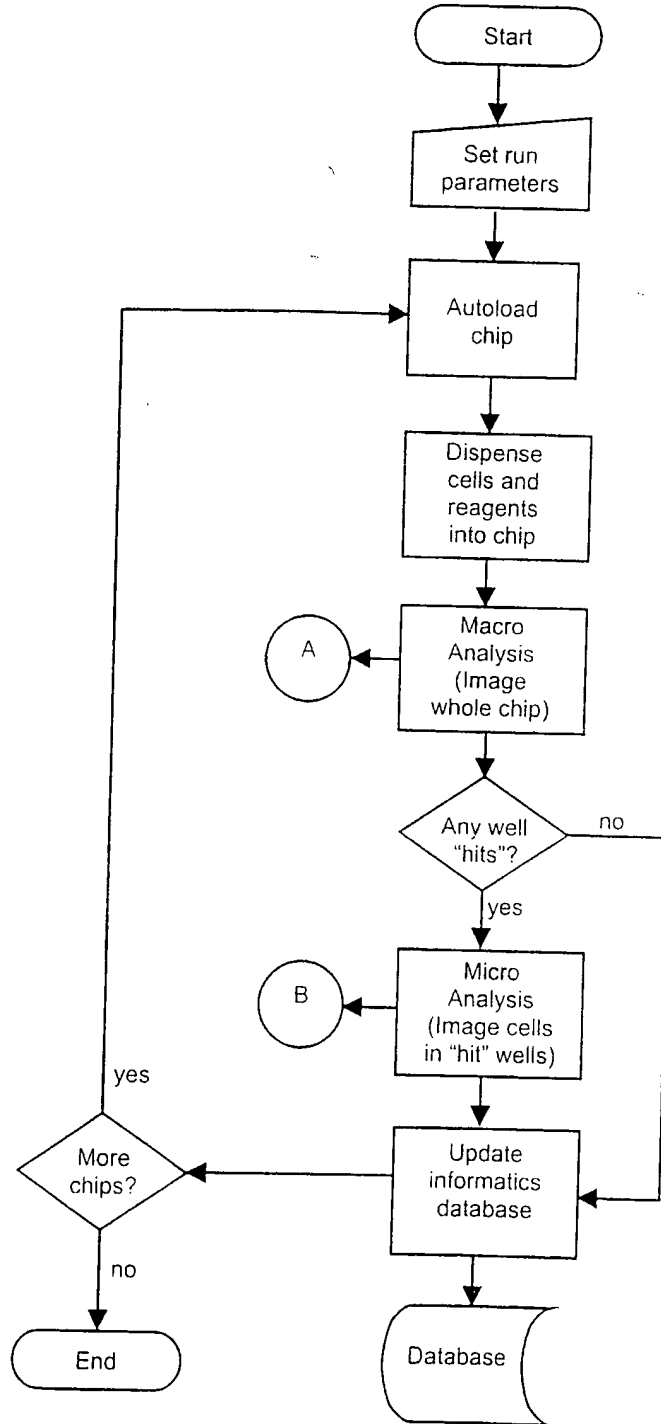 Start
Set run
parameters
Autoload
chip
Dispense
cells and
reagents
into chip
A
Macro
Analysis
(Image
whole chip)
Any well
“hits”?
no
yes
B
Micro
Analysis
(Image cells
in “hit” wells)
yes
More
chips?
Update
informatics
database
no
End
Database